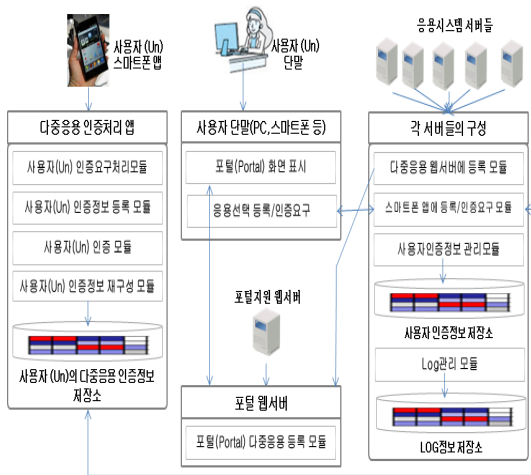 사용자 (Un)
스마트폰 앱
사용자 (Un)
단말
응용시스템 서버들
다중응용 인증처리 앱
사용자(Un) 인증요구처리모듈
사용자(Un) 인증정보 등록 모듈
사용자(Un) 인증 모듈
사용자(Un) 인증정보 재구성 모듈
사용자 (Un)의 다중응용 인증정보
저장소
사용자 단말(PC,스마트폰 등)
포털(Portal) 화면 표시
응용선택 등록/인증요구
포털지원 웹서버
포털 웹서버
포털(Portal) 다중응용 등록 모듈
각 서버들의 구성
다중응용 웹서버에 등록 모듈
스마트폰 앱에 등록/인증요구 모듈
사용자인증정보 관리모듈
사용자 인증정보 저장소
Log관리 모듈
LOG정보 저장소